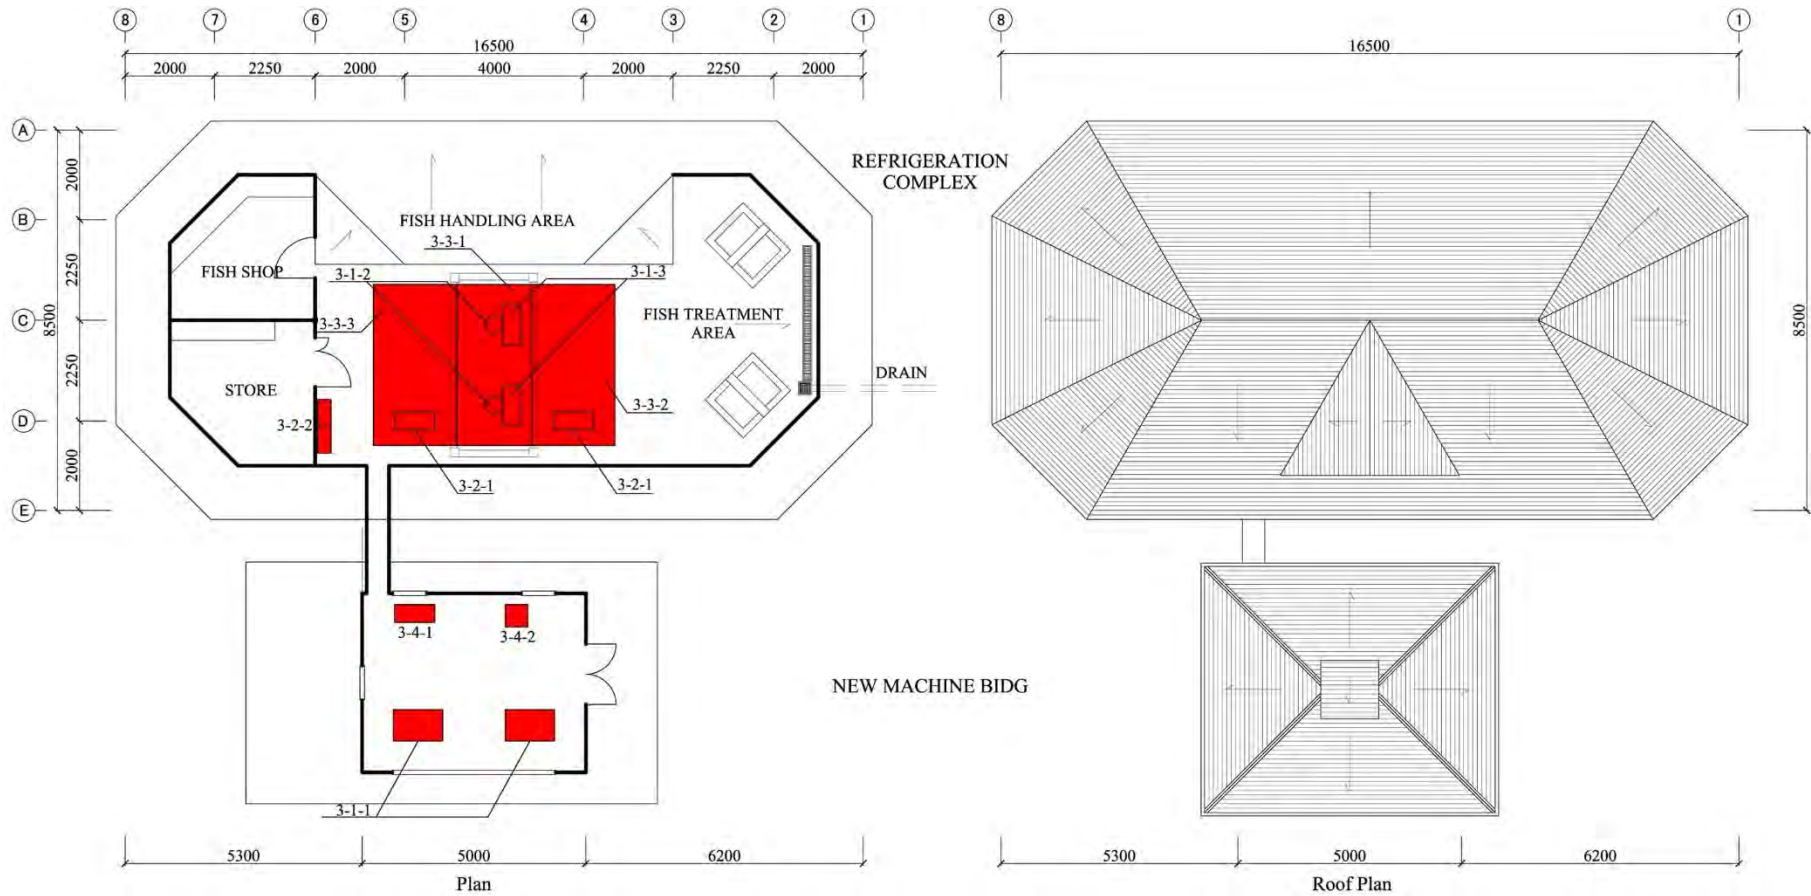 8 7 6 5 4 3 2 1 8 1
16500 16500
2000 2250 2000 4000 2000 2250 2000
A
B
C
D
E
2000
2250
2250
2000
8500
8500
REFRIGERATION
COMPLEX
FISH HANDLING AREA
3-3-1
3-1-2
3-1-3
FISH SHOP
3-3-3
FISH TREATMENT
AREA
DRAIN
STORE
3-3-2
3-2-2
3-2-1 3-2-1
3-4-1 3-4-2
NEW MACHINE BIDG
3-1-1
5300 5000 6200 5300 5000 6200
Plan Roof Plan